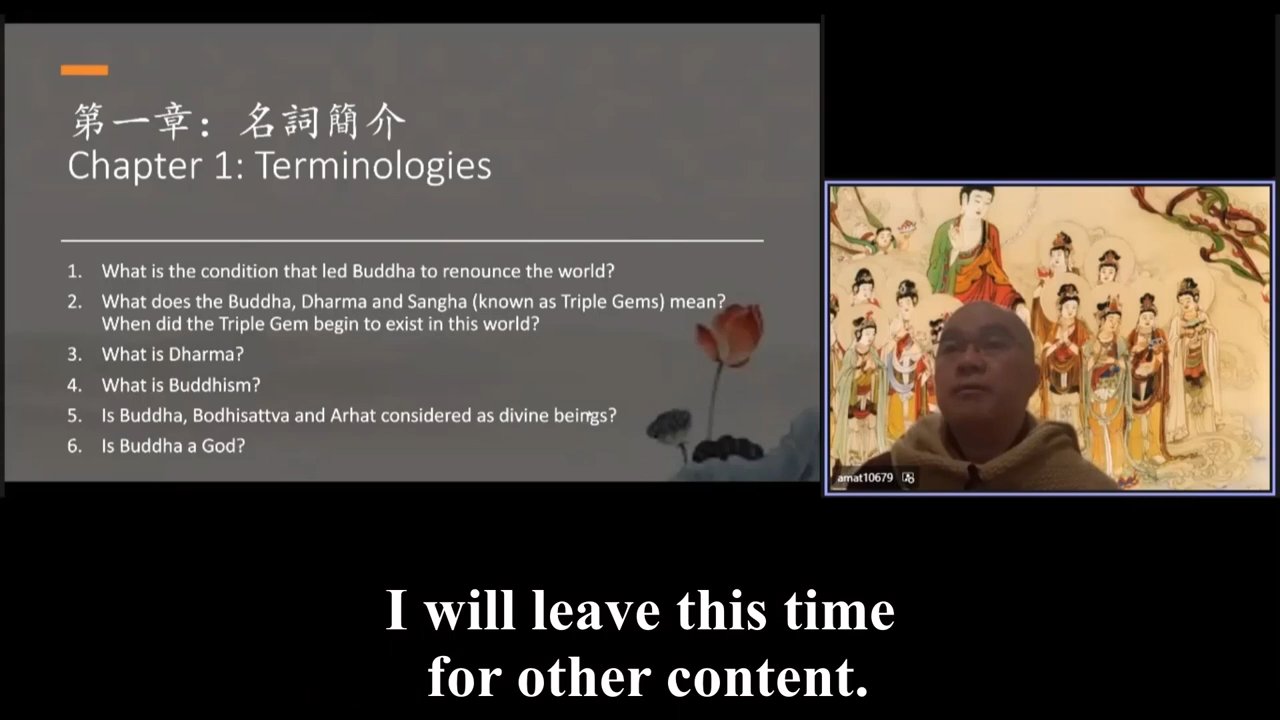 第一章：名詞簡介
Chapter 1: Terminologies
1. What is the condition that led Buddha to renounce the world?
2. What does the Buddha, Dharma and Sangha (known as Triple Gems) mean?
When did the Triple Gem begin to exist in this world?
3. What is Dharma?
4. What is Buddhism?
5. Is Buddha, Bodhisattva and Arhat considered as divine beings?
6. Is Buddha a God?
amat10679
I will leave this time
for other content.